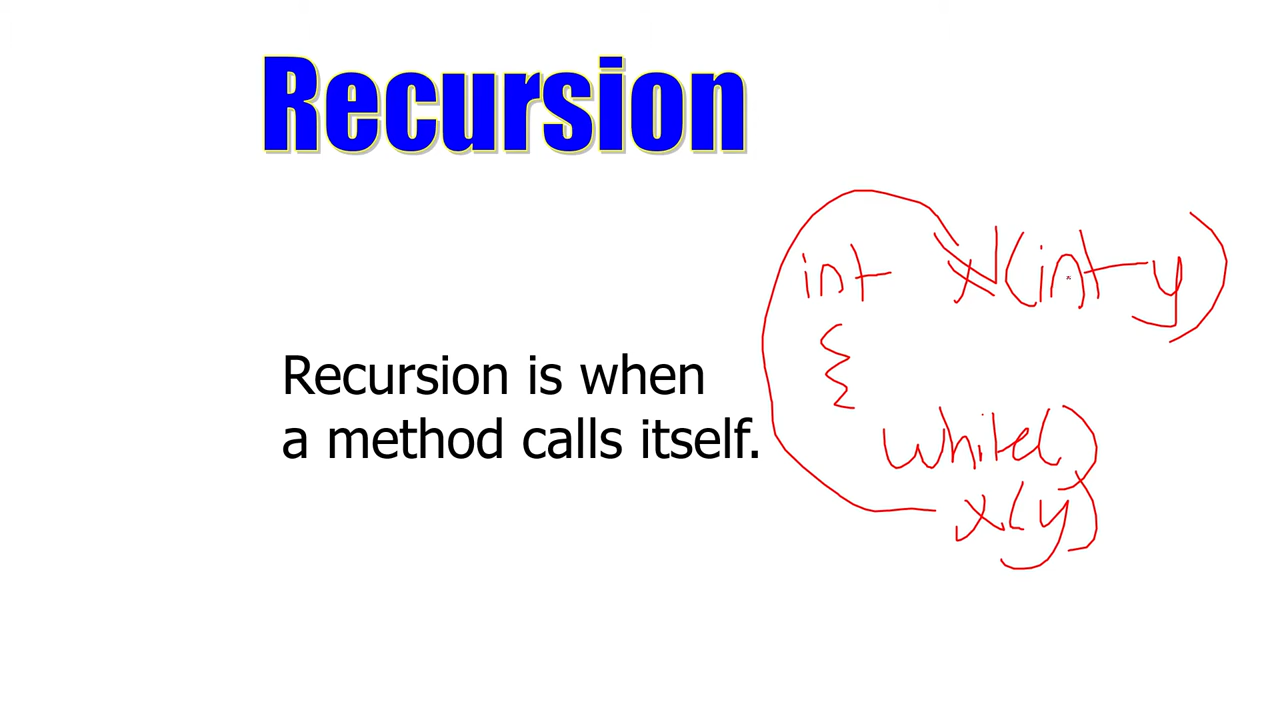 Recursion
Recursion is when
a method calls itself.
int x(int y)
{
while()
x(y)